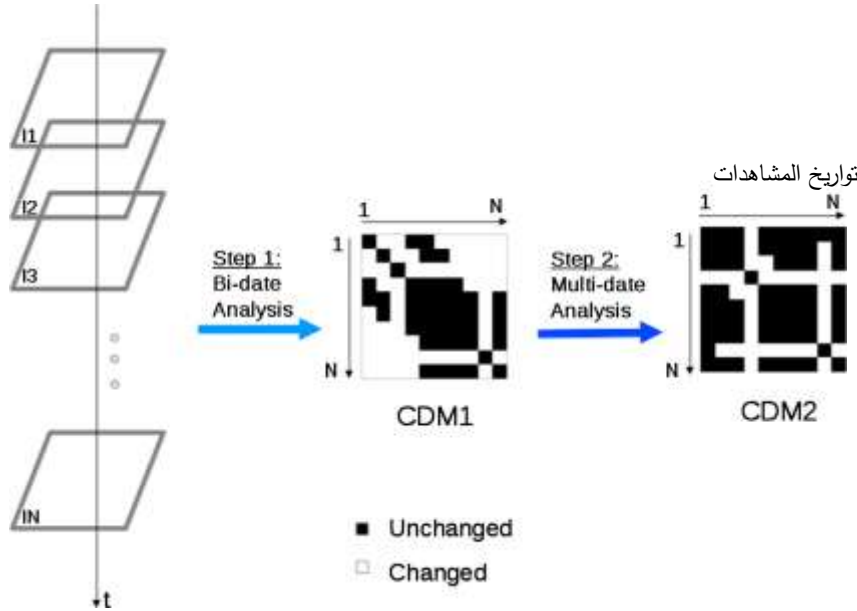 I1
I2
I3
IN
t
Step 1:
Bi-date
Analysis
1 N
1
N
CDM1
Step 2:
Multi-date
Analysis
تواريخ المشاهدات
1 N
1
N
CDM2
Unchanged
Changed